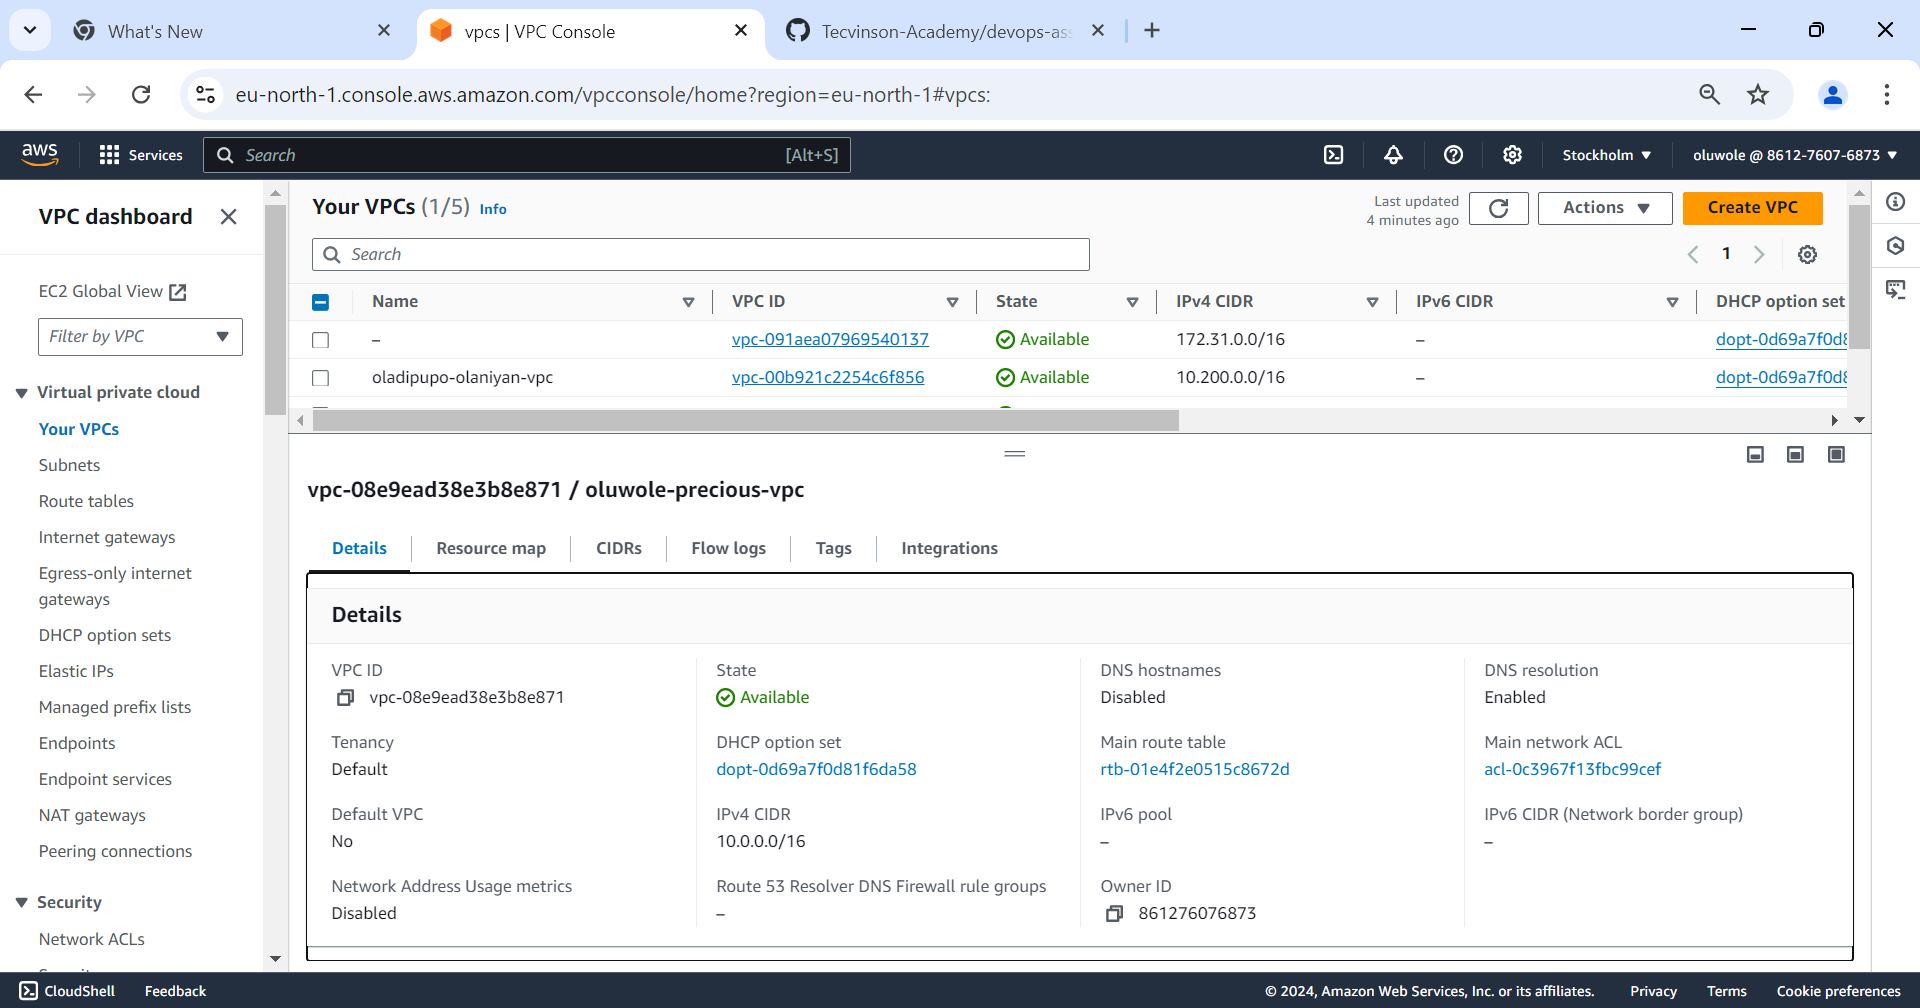 What's New
vpcs | VPC Console
Tecvinson-Academy/devops-ass
eu-north-1.console.aws.amazon.com/vpcconsole/home?region=eu-north-1#vpcs:
aws
Services
Search
[Alt+S]
Stockholm
oluwole @ 8612-7607-6873
VPC dashboard
EC2 Global View
Filter by VPC
Virtual private cloud
Your VPCs
Subnets
Route tables
Internet gateways
Egress-only internet
gateways
DHCP option sets
Elastic IPs
Managed prefix lists
Endpoints
Endpoint services
NAT gateways
Peering connections
Security
Network ACLs
Your VPCs (1/5) Info
Last updated
4 minutes ago
Actions
Create VPC
Search
1
Name VPC ID State IPv4 CIDR IPv6 CIDR DHCP option set
– vpc-091aea07969540137 Available 172.31.0.0/16 – dopt-0d69a7f0d8
oladipupo-olaniyan-vpc vpc-00b921c2254c6f856 Available 10.200.0.0/16 – dopt-0d69a7f0d8
vpc-08e9ead38e3b8e871 / oluwole-precious-vpc
Details Resource map CIDRs Flow logs Tags Integrations
Details
VPC ID
vpc-08e9ead38e3b8e871
State
Available
DNS hostnames
Disabled
DNS resolution
Enabled
Tenancy
Default
DHCP option set
dopt-0d69a7f0d81f6da58
Main route table
rtb-01e4f2e0515c8672d
Main network ACL
acl-0c3967f13fbc99cef
Default VPC
No
IPv4 CIDR
10.0.0.0/16
IPv6 pool
–
IPv6 CIDR (Network border group)
–
Network Address Usage metrics
Disabled
Route 53 Resolver DNS Firewall rule groups
–
Owner ID
861276076873
CloudShell
Feedback
© 2024, Amazon Web Services, Inc. or its affiliates.
Privacy
Terms
Cookie preferences